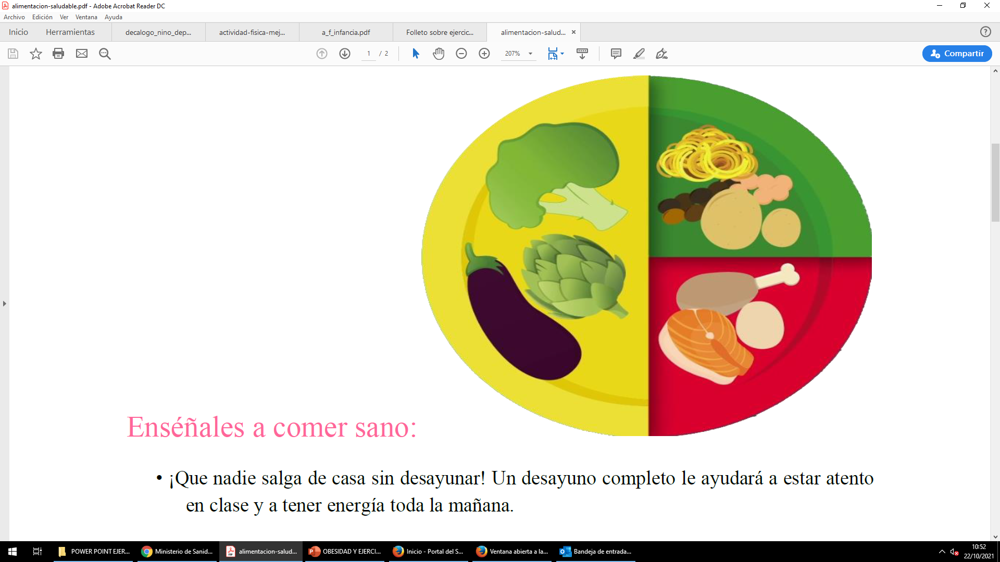 alimentacion-saludable.pdf - Adobe Acrobat Reader DC
Archivo Edición Ver Ventana Ayuda
Inicio Herramientas decalogo_nino_dep... actividad-fisica-mej... a_f_infancia.pdf Folleto sobre ejercic... alimentacion-salud... ×
1 / 2 207% Compartir
Enséñales a comer sano:
• ¡Que nadie salga de casa sin desayunar! Un desayuno completo le ayudará a estar atento
en clase y a tener energía toda la mañana.
POWER POINT EJER... Ministerio de Sanid... alimentacion-salud... OBESIDAD Y EJERCI... Inicio - Portal del S... Ventana abierta a la... Bandeja de entrada...
10:52
22/10/2021